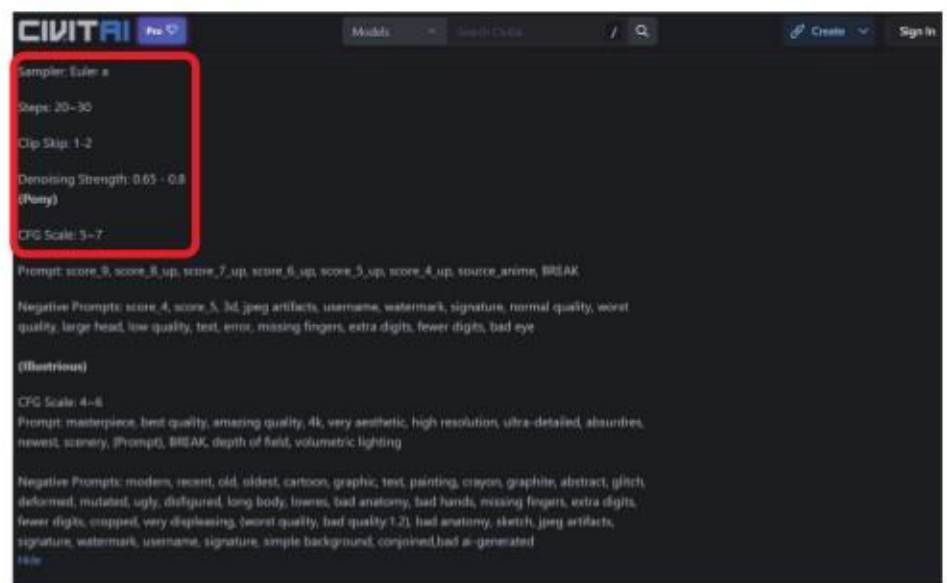 CIVITAI Pro Models Search Civitai / Create Sign In
Sampler: Euler a
Steps: 20~30
Clip Skip: 1-2
Denoising Strength: 0.65 - 0.8
(Pony)
CFG Scale: 5~7
Prompt: score_9, score_8_up, score_7_up, score_6_up, score_5_up, score_4_up, source_anime, BREAK
Negative Prompts: score_4, score_5, 3d, jpeg artifacts, username, watermark, signature, normal quality, worst
quality, large head, low quality, text, error, missing fingers, extra digits, fewer digits, bad eye
(Illustrious)
CFG Scale: 4~6
Prompt: masterpiece, best quality, amazing quality, 4k, very aesthetic, high resolution, ultra-detailed, absurdres,
newest, scenery, (Prompt), BREAK, depth of field, volumetric lighting
Negative Prompts: modern, recent, old, oldest, cartoon, graphic, text, painting, crayon, graphite, abstract, glitch,
deformed, mutated, ugly, disfigured, long body, lowres, bad anatomy, bad hands, missing fingers, extra digits,
fewer digits, cropped, very displeasing, (worst quality, bad quality:1.2), bad anatomy, sketch, jpeg artifacts,
signature, watermark, username, signature, simple background, conjoined,bad ai-generated
Hide